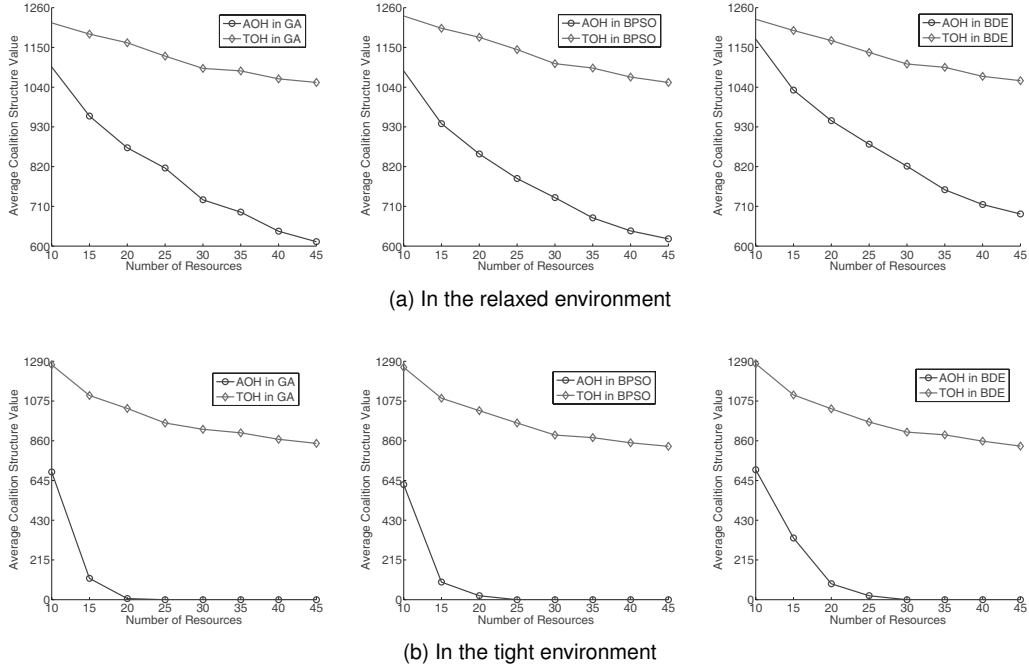 1260
1150
1040
930
820
710
600
Average Coalition Structure Value
AOH in GA
TOH in GA
10 15 20 25 30 35 40 45
Number of Resources
1260
1150
1040
930
820
710
600
Average Coalition Structure Value
AOH in BPSO
TOH in BPSO
10 15 20 25 30 35 40 45
Number of Resources
1260
1150
1040
930
820
710
600
Average Coalition Structure Value
AOH in BDE
TOH in BDE
10 15 20 25 30 35 40 45
Number of Resources
(a) In the relaxed environment
1290
1075
860
645
430
215
0
Average Coalition Structure Value
AOH in GA
TOH in GA
10 15 20 25 30 35 40 45
Number of Resources
1290
1075
860
645
430
215
0
Average Coalition Structure Value
AOH in BPSO
TOH in BPSO
10 15 20 25 30 35 40 45
Number of Resources
1290
1075
860
645
430
215
0
Average Coalition Structure Value
AOH in BDE
TOH in BDE
10 15 20 25 30 35 40 45
Number of Resources
(b) In the tight environment